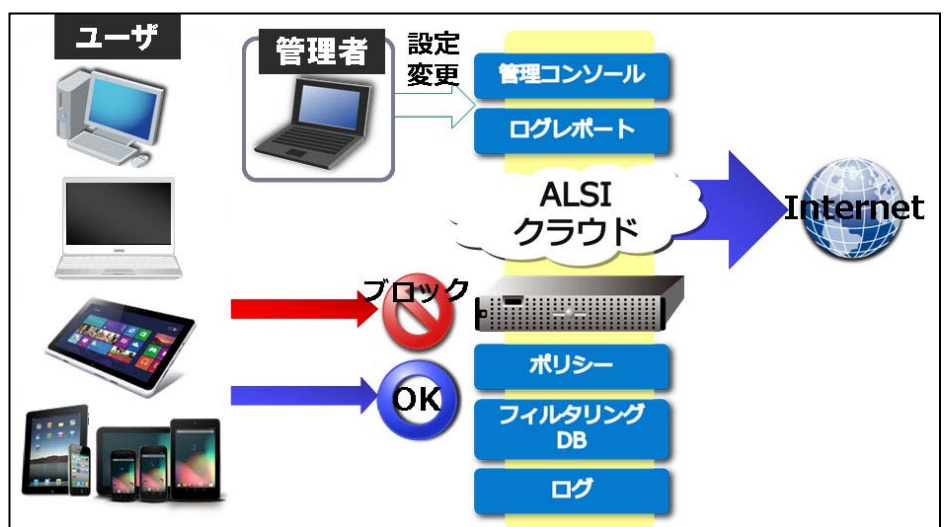 ユーザ
管理者
設定
変更
管理コンソール
ログレポート
ALSI
クラウド
Internet
ブロック
OK
ポリシー
フィルタリング
DB
ログ